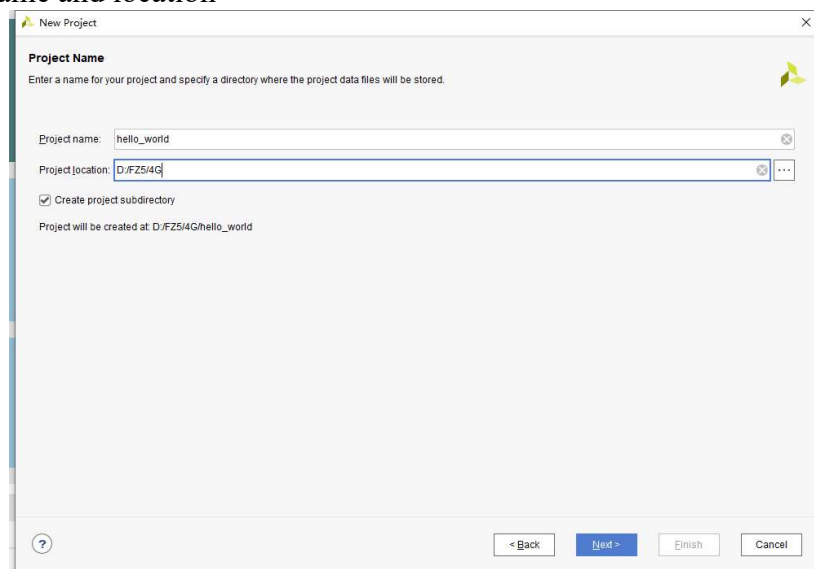 ame and location
New Project
Project Name
Enter a name for your project and specify a directory where the project data files will be stored.
Project name: hello_world
Project location: D:/FZ5/4G
Create project subdirectory
Project will be created at: D:/FZ5/4G/hello_world
?
< Back Next > Finish Cancel